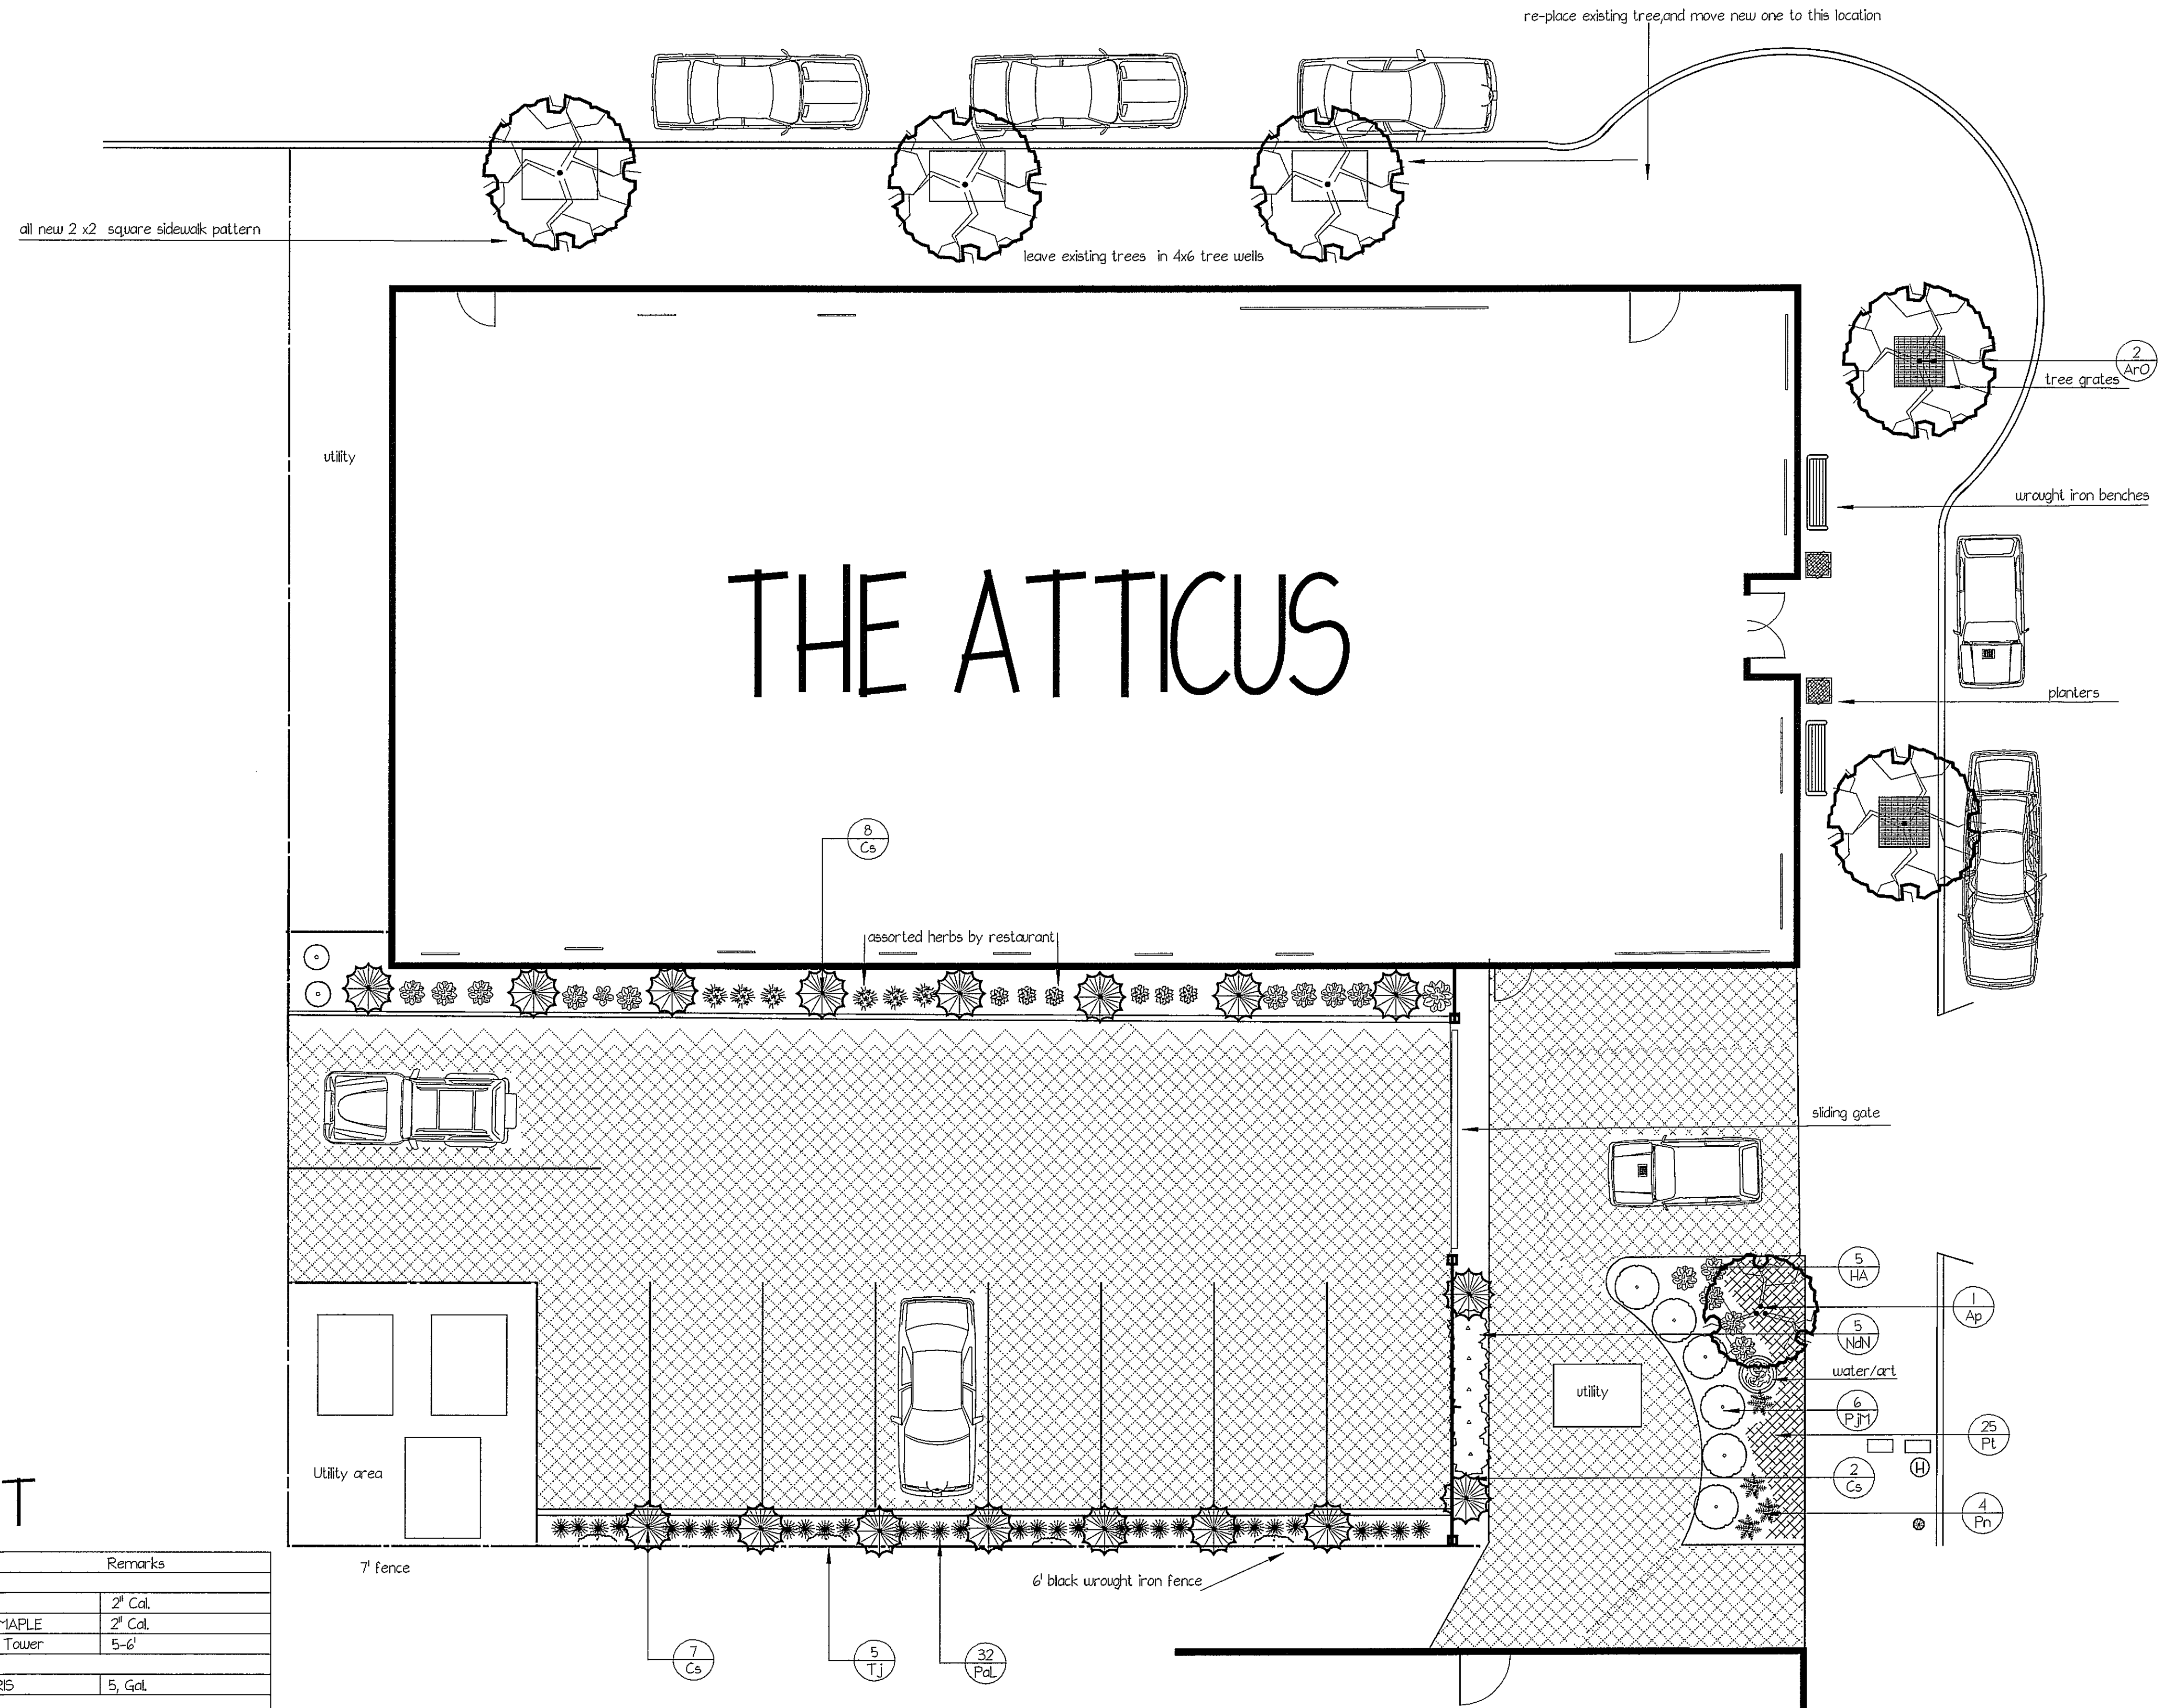 re-place existing tree,and move new one to this location
all new 2 x2 square sidewalk pattern
leave existing trees in 4x6 tree wells
2
ArO
tree grates
utility
wrought iron benches
THE ATTICUS
planters
8
Cs
assorted herbs by restaurant
sliding gate
5
HA
1
Ap
5
NdN
water/art
utility
6
PjM
25
Pt
H
2
Cs
4
Pn
Utility area
T
7' fence
6' black wrought iron fence
7
Cs
5
Tj
32
PaL
Remarks
2" Cal.
MAPLE 2" Cal.
Tower 5-6'
RIS 5, Gal.